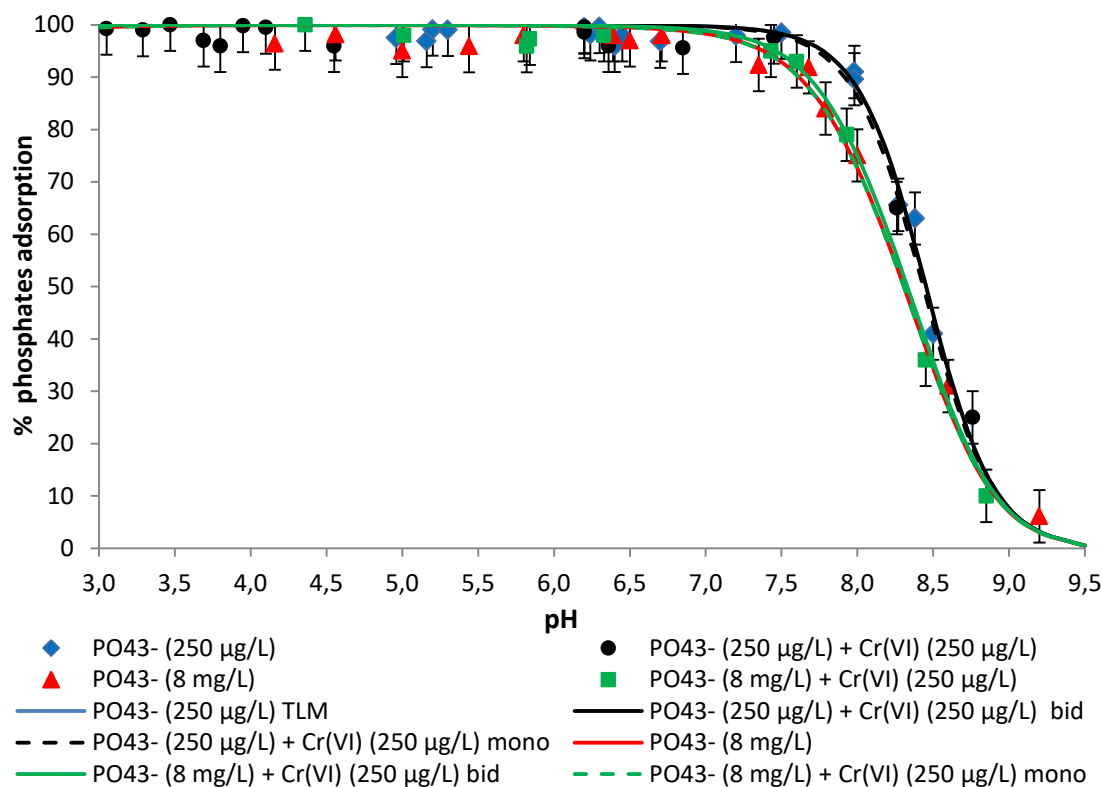 100
90
80
70
60
50
40
30
20
10
0
% phosphates adsorption
3,0 3,5 4,0 4,5 5,0 5,5 6,0 6,5 7,0 7,5 8,0 8,5 9,0 9,5
pH
PO43- (250 µg/L) PO43- (250 µg/L) + Cr(VI) (250 µg/L)
PO43- (8 mg/L) PO43- (8 mg/L) + Cr(VI) (250 µg/L)
PO43- (250 µg/L) TLM PO43- (250 µg/L) + Cr(VI) (250 µg/L) bid
PO43- (250 µg/L) + Cr(VI) (250 µg/L) mono PO43- (8 mg/L)
PO43- (8 mg/L) + Cr(VI) (250 µg/L) bid PO43- (8 mg/L) + Cr(VI) (250 µg/L) mono